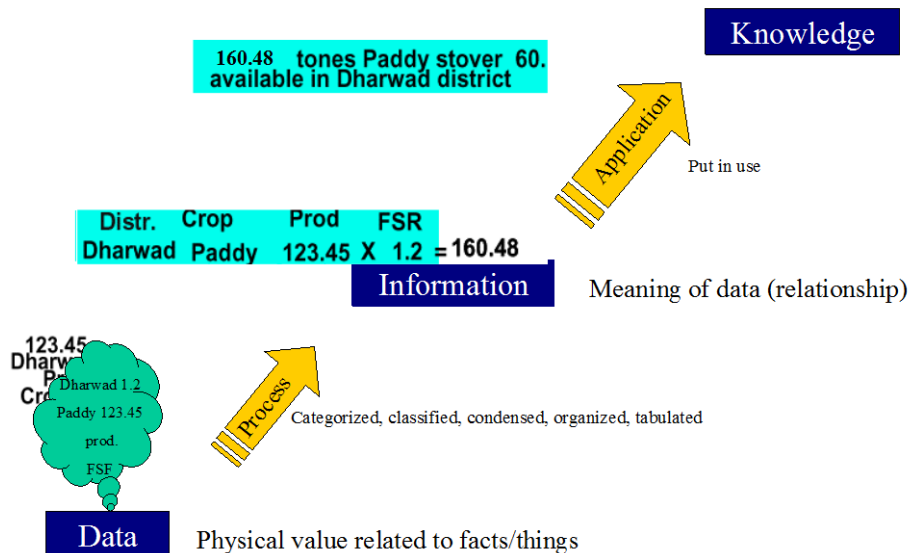 Knowledge
160.48 tones Paddy stover 60.
available in Dharwad district
Application
Put in use
Distr. Crop Prod FSR
Dharwad Paddy 123.45 X 1.2 = 160.48
Information
Meaning of data (relationship)
123.45
Dharwad 1.2
Paddy 123.45
prod.
FSF
Process
Categorized, classified, condensed, organized, tabulated
Data
Physical value related to facts/things